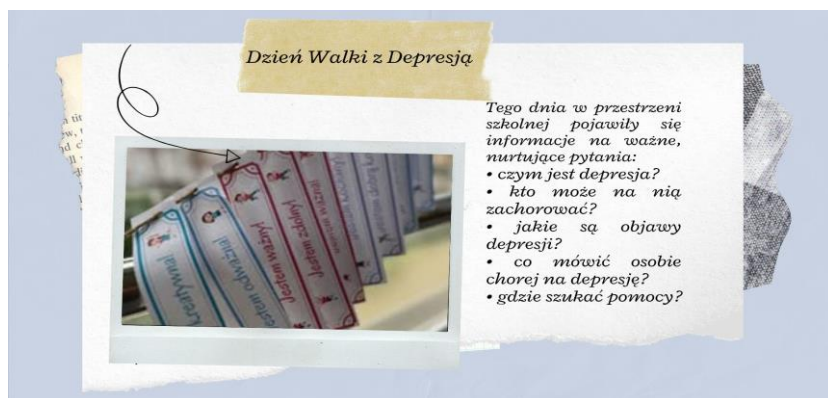 Dzień Walki z Depresją
Tego dnia w przestrzeni
szkolnej pojawiły się
informacje na ważne,
nurtujące pytania:
• czym jest depresja?
• kto może na nią
zachorować?
• jakie są objawy
depresji?
• co mówić osobie
chorej na depresję?
• gdzie szukać pomocy?
kreatywna!
Jestem odważna!
Jestem ważny!
Jestem zdolny!